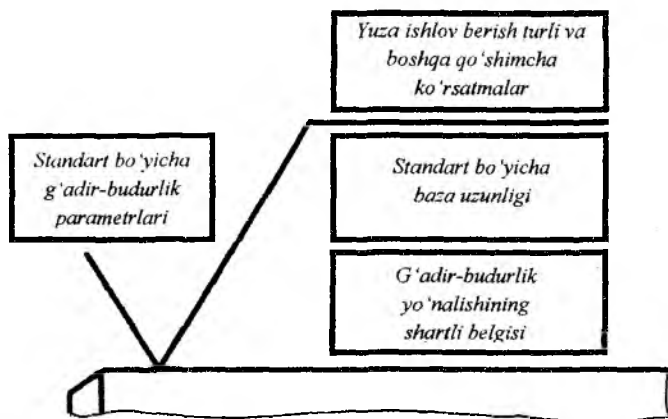 Yuza ishlov berish turli va
boshqa qo‘shimcha
ko‘rsatmalar
Standart bo‘yicha
g‘adir-budurlik
parametrlari
Standart bo‘yicha
baza uzunligi
G‘adir-budurlik
yo‘nalishining
shartli belgisi